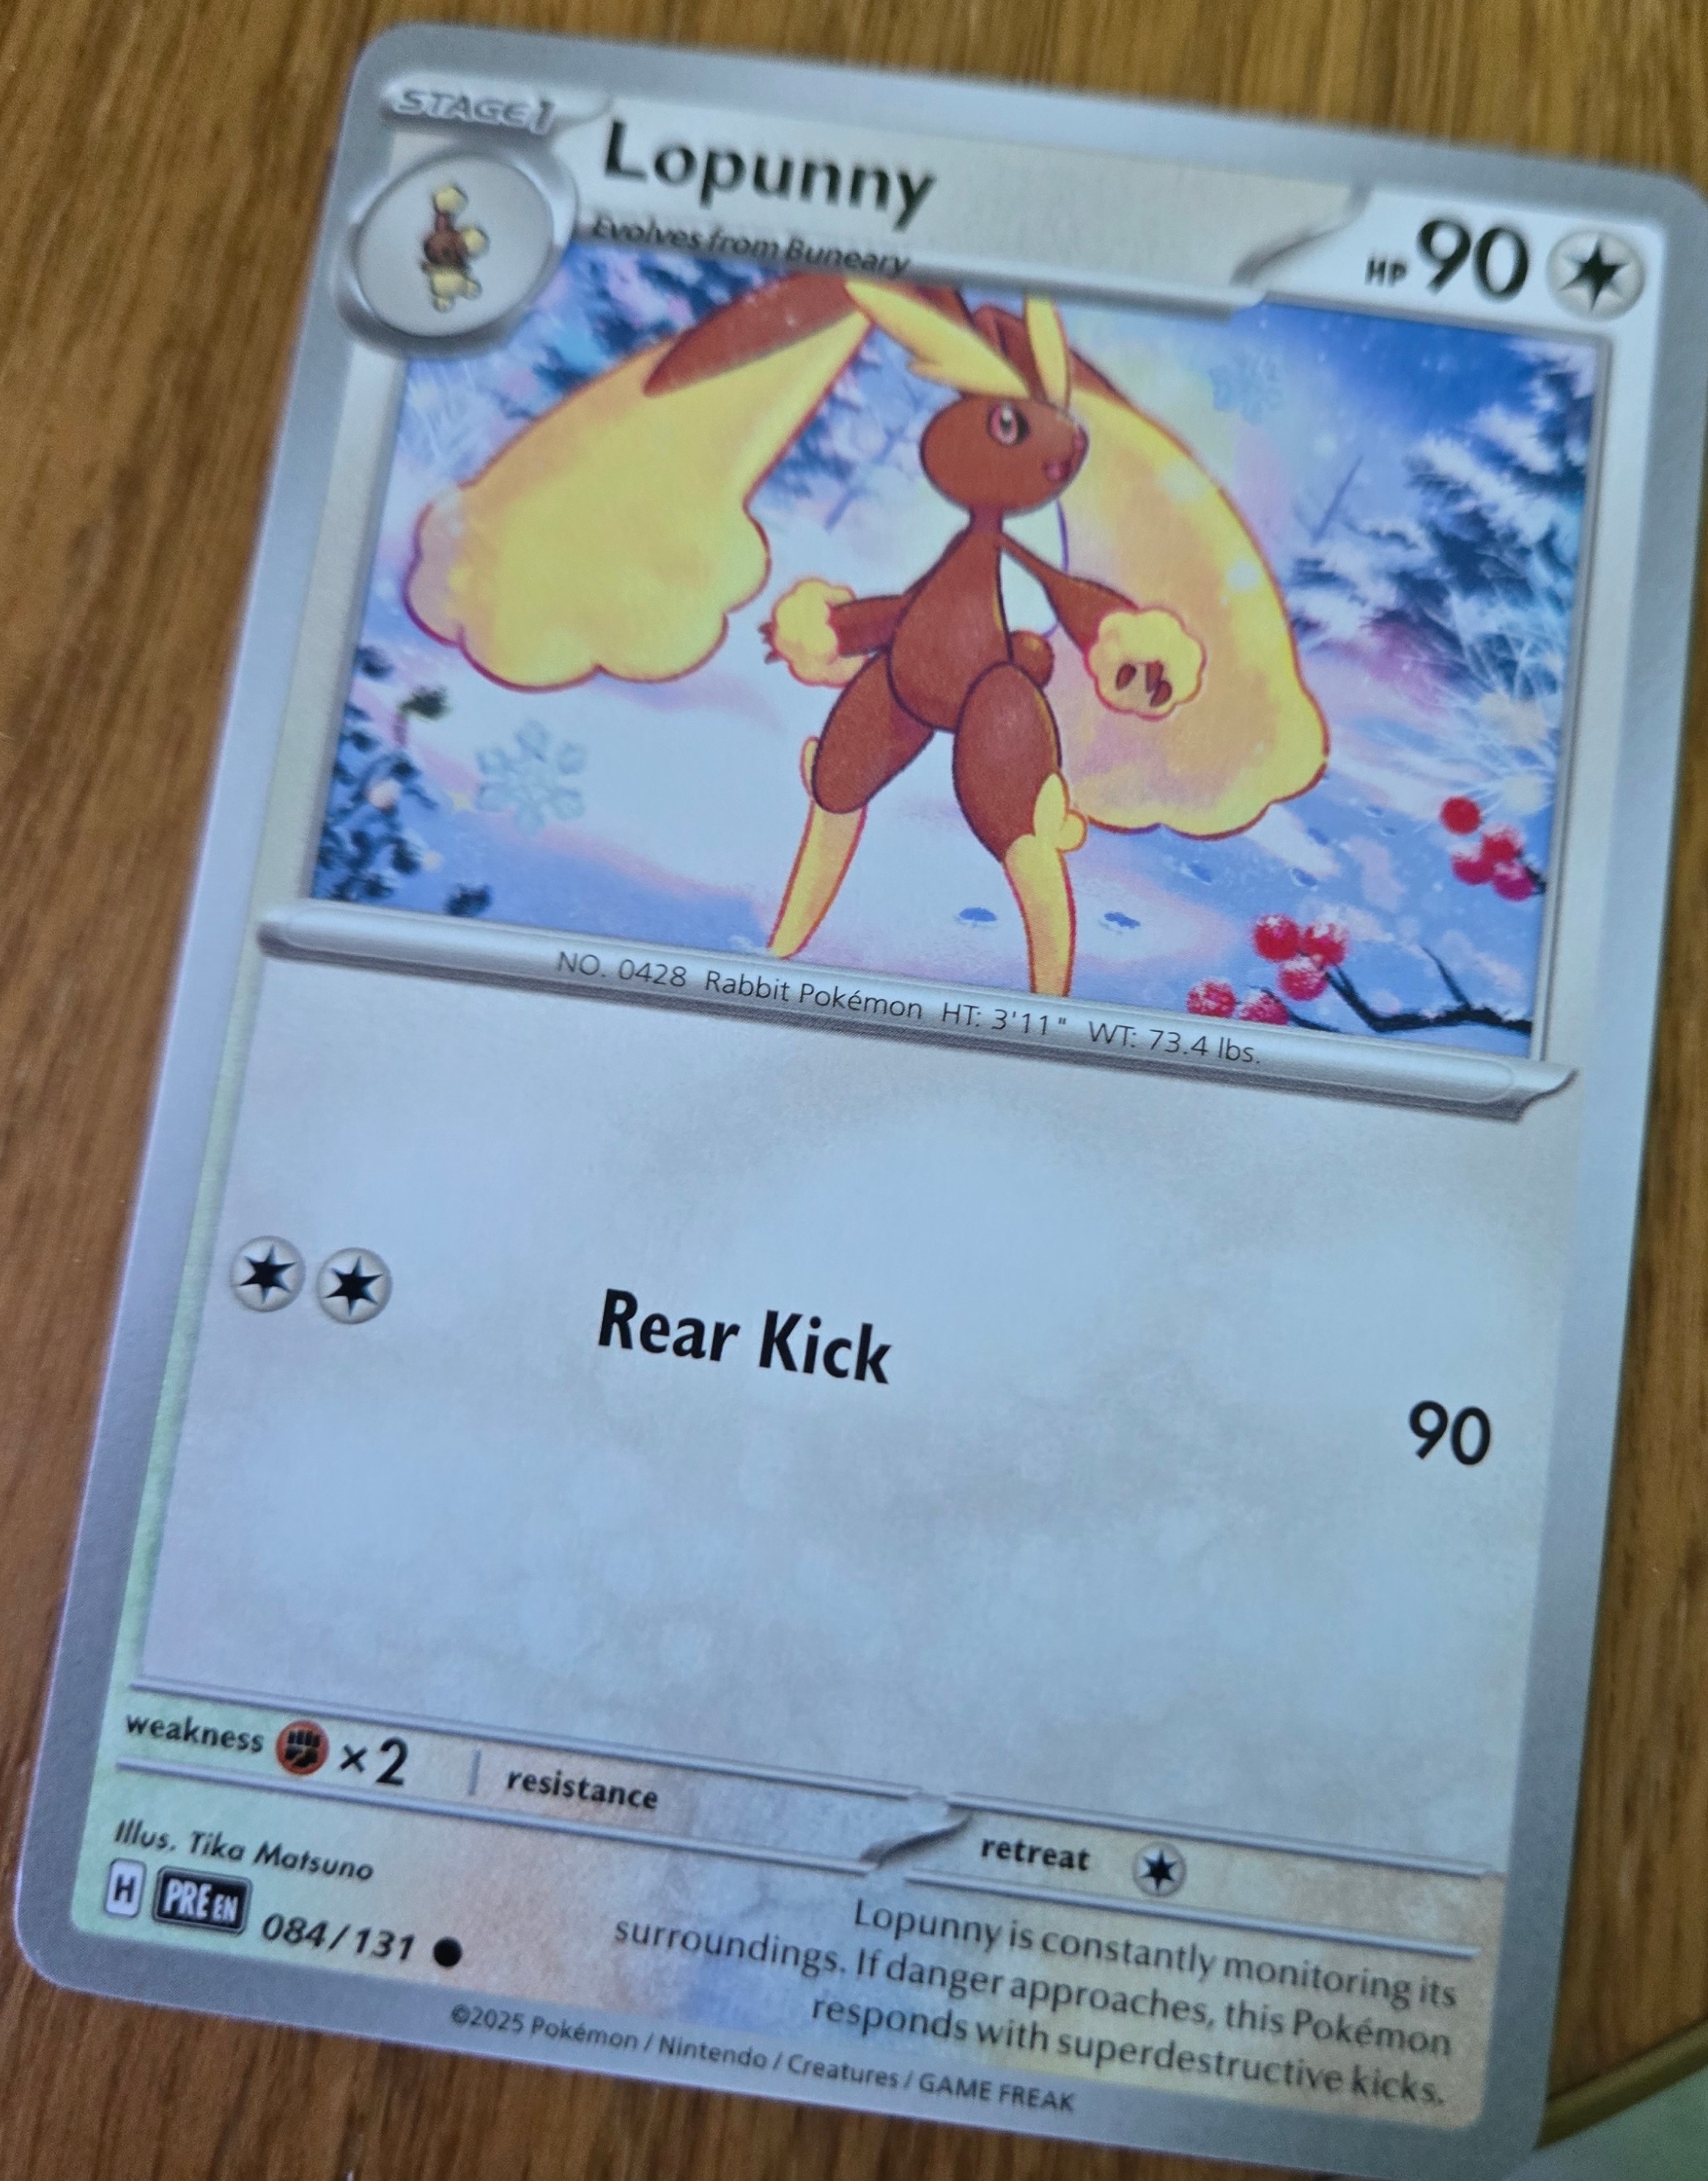 STAGE 1
Lopunny
HP 90
Evolves from Buneary
NO. 0428 Rabbit Pokémon HT: 3'11" WT: 73.4 lbs.
Rear Kick 90
weakness ×2 resistance
retreat
Illus. Tika Matsuno
H PRE EN 084/131
Lopunny is constantly monitoring its
surroundings. If danger approaches, this Pokémon
responds with superdestructive kicks.
©2025 Pokémon / Nintendo / Creatures / GAME FREAK